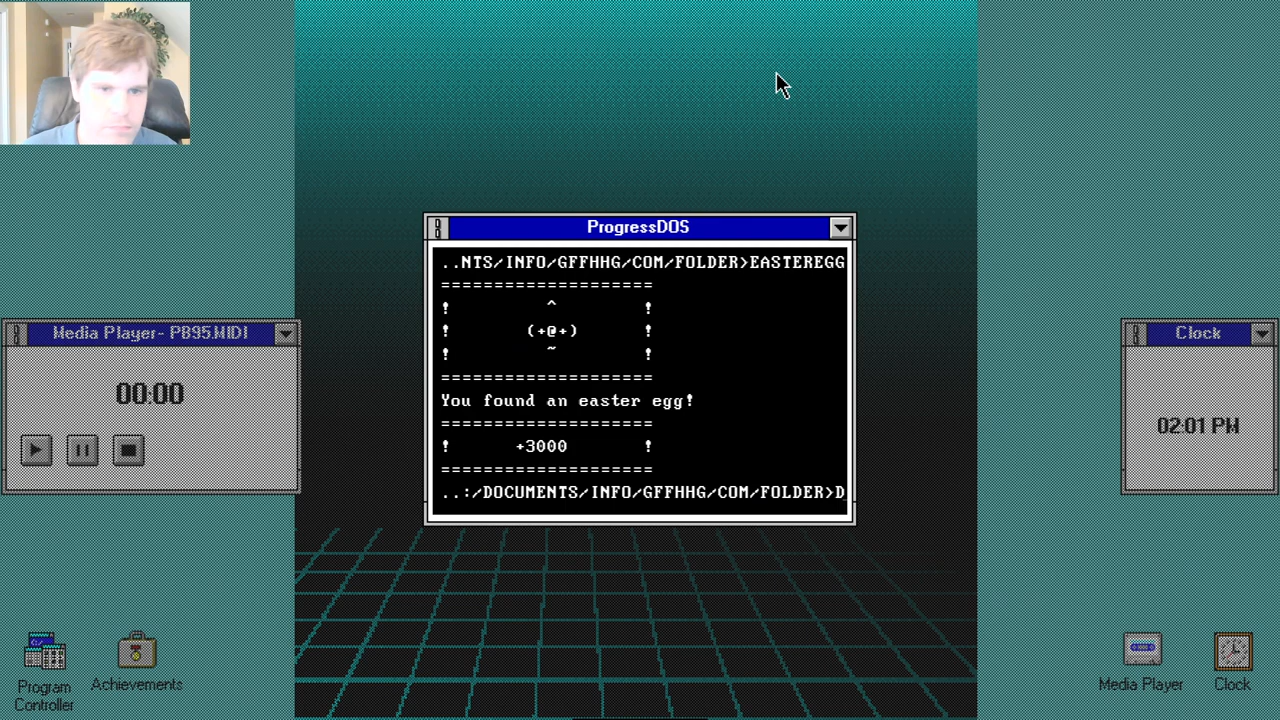 ProgressDOS
..NTS/INFO/GFFHHG/COM/FOLDER>EASTEREGG
====================
!         ^         !
!       (+@+)       !
!         ~         !
====================
You found an easter egg!
====================
!      +3000        !
====================
..:/DOCUMENTS/INFO/GFFHHG/COM/FOLDER>D
Media Player- PB95.MIDI
00:00
Clock
02:01 PM
Program
Controller
Achievements
Media Player
Clock